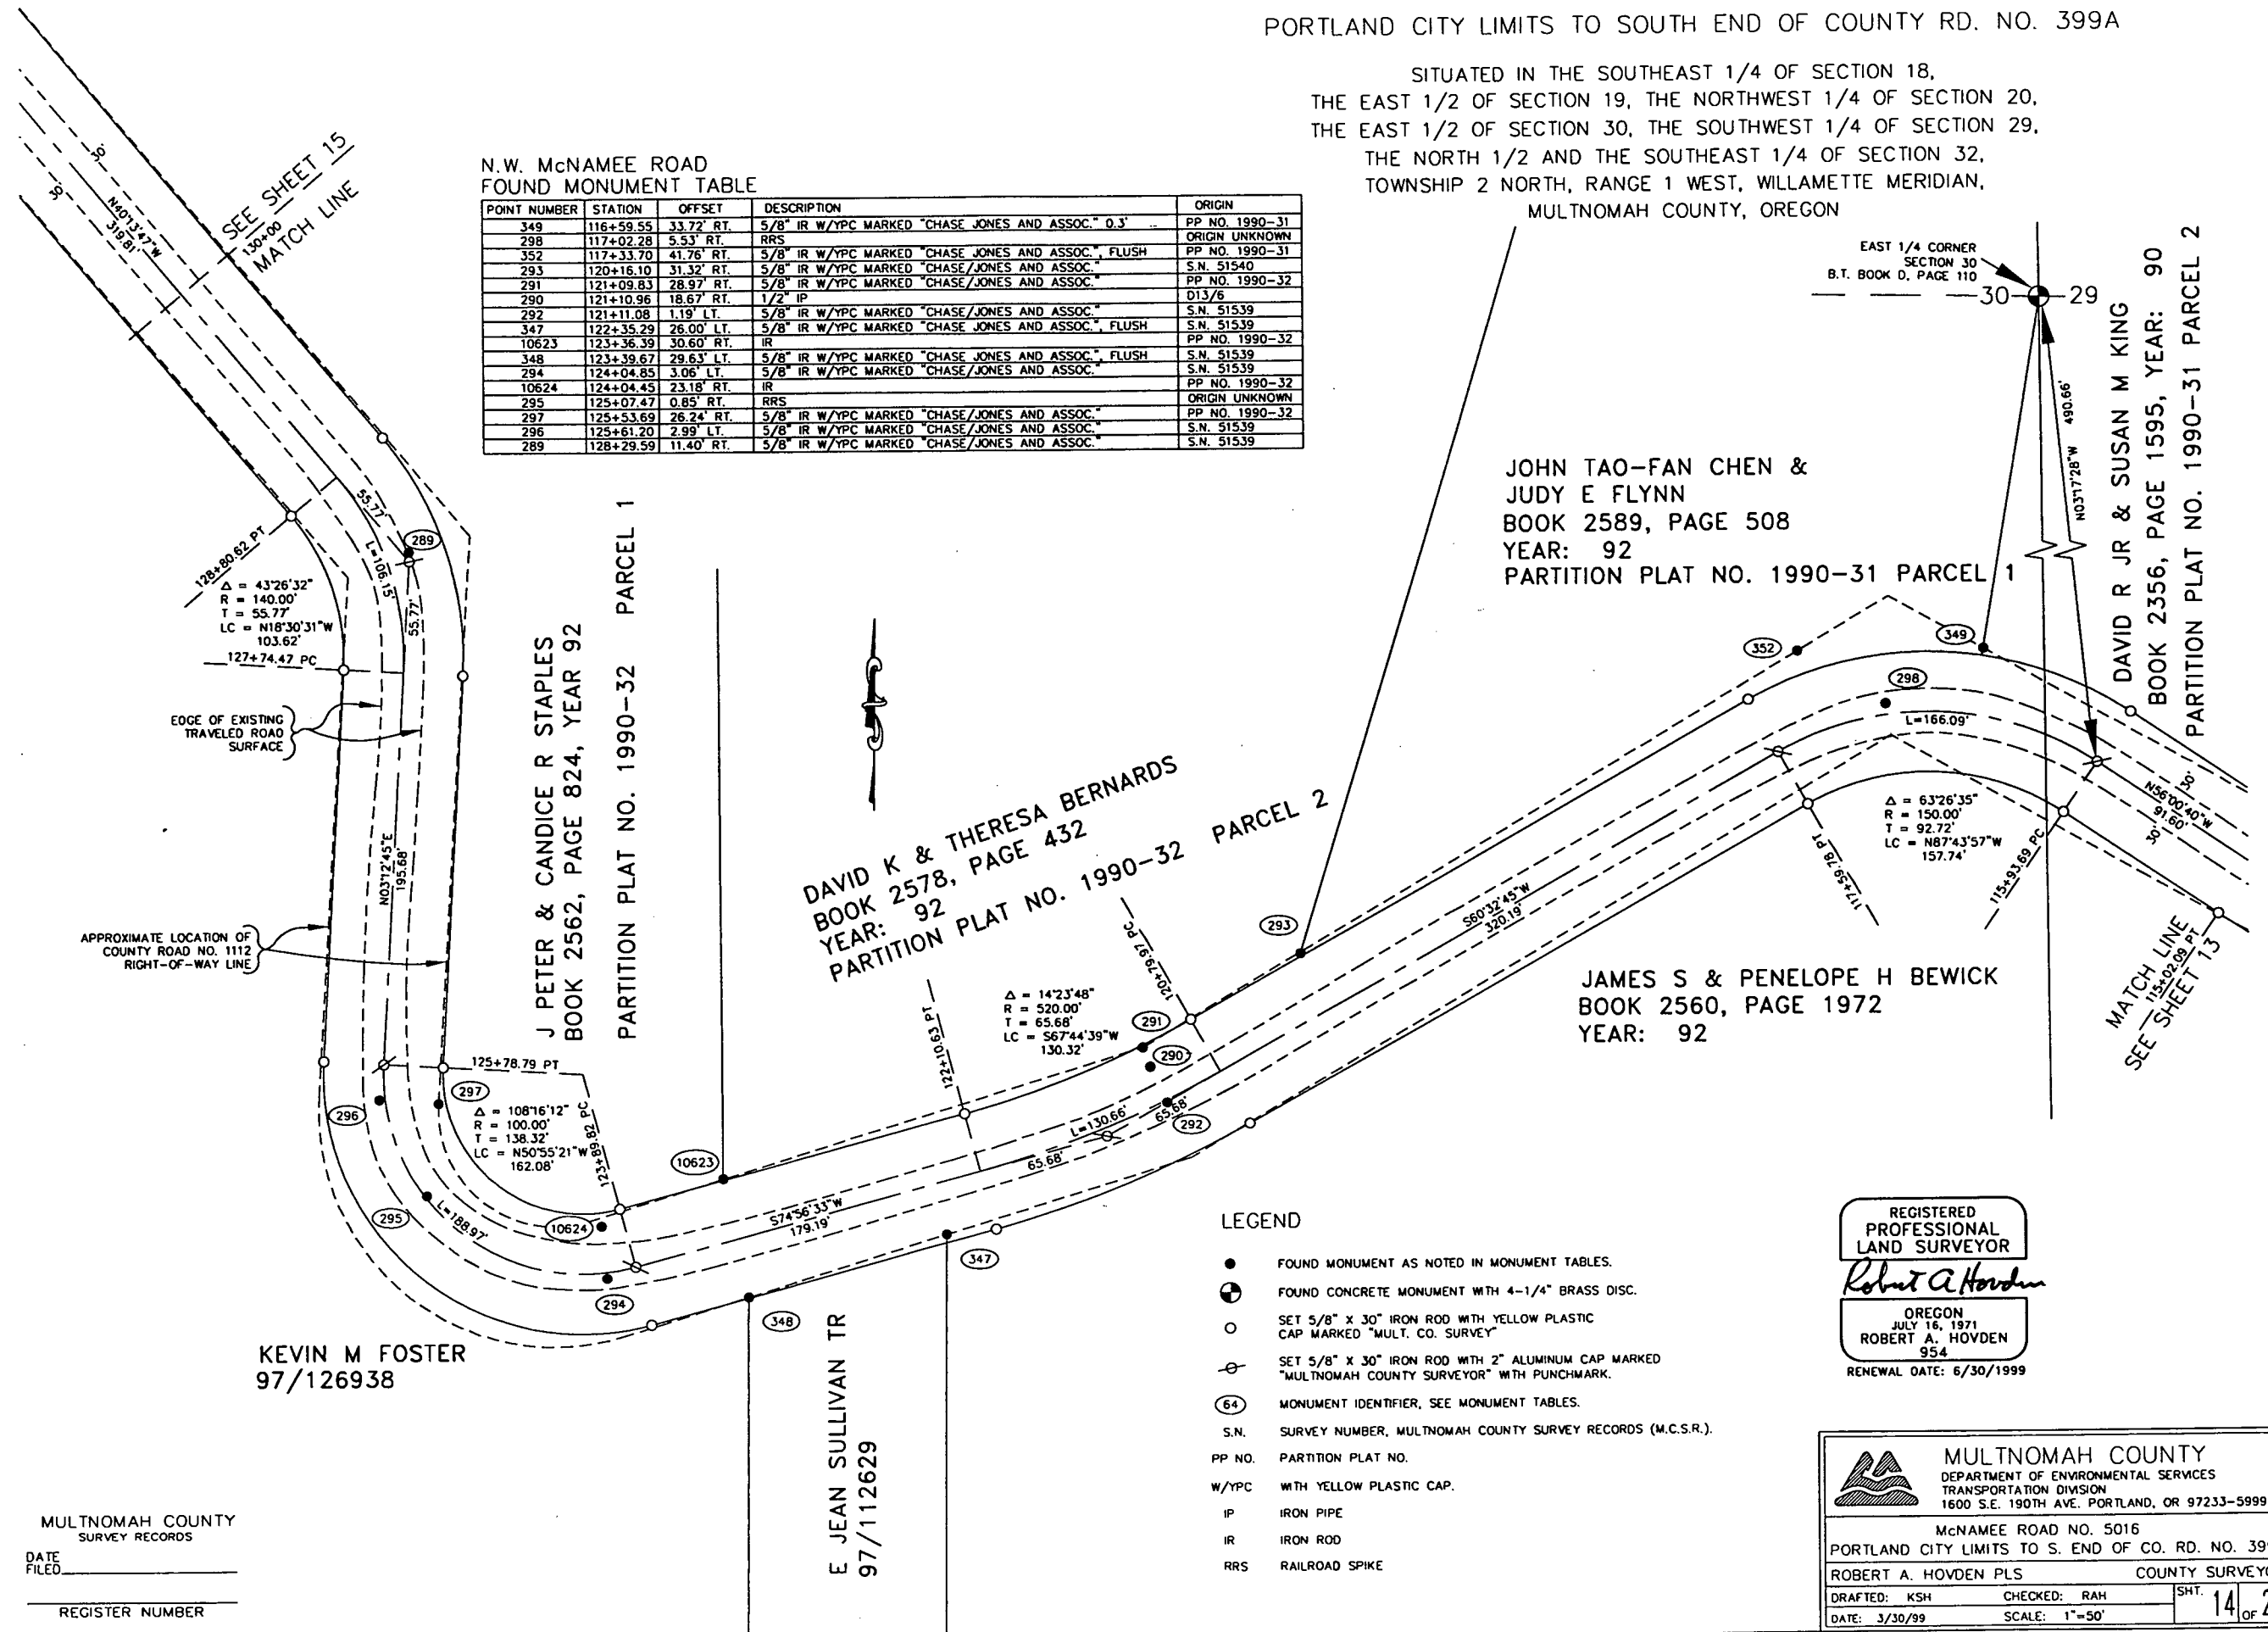 PORTLAND CITY LIMITS TO SOUTH END OF COUNTY RD. NO. 399A
SITUATED IN THE SOUTHEAST 1/4 OF SECTION 18,
THE EAST 1/2 OF SECTION 19, THE NORTHWEST 1/4 OF SECTION 20,
THE EAST 1/2 OF SECTION 30, THE SOUTHWEST 1/4 OF SECTION 29,
THE NORTH 1/2 AND THE SOUTHEAST 1/4 OF SECTION 32,
TOWNSHIP 2 NORTH, RANGE 1 WEST, WILLAMETTE MERIDIAN,
MULTNOMAH COUNTY, OREGON
SEE SHEET 15
130+00
MATCH LINE
30'
30'
N40°13'47"W
319.81'
N.W. McNAMEE ROAD
FOUND MONUMENT TABLE
POINT NUMBER STATION OFFSET DESCRIPTION ORIGIN
349 116+59.55 33.72' RT. 5/8" IR W/YPC MARKED "CHASE JONES AND ASSOC." 0.3' PP NO. 1990-31
298 117+02.28 5.53' RT. RRS ORIGIN UNKNOWN
352 117+33.70 41.76' RT. 5/8" IR W/YPC MARKED "CHASE JONES AND ASSOC.", FLUSH PP NO. 1990-31
293 120+16.10 31.32' RT. 5/8" IR W/YPC MARKED "CHASE/JONES AND ASSOC." S.N. 51540
291 121+09.83 28.97' RT. 5/8" IR W/YPC MARKED "CHASE/JONES AND ASSOC." PP NO. 1990-32
290 121+10.96 18.67' RT. 1/2" IP D13/6
292 121+11.08 1.19' LT. 5/8" IR W/YPC MARKED "CHASE/JONES AND ASSOC." S.N. 51539
347 122+35.29 26.00' LT. 5/8" IR W/YPC MARKED "CHASE JONES AND ASSOC.", FLUSH S.N. 51539
10623 123+36.39 30.60' RT. IR PP NO. 1990-32
348 123+39.67 29.63' LT. 5/8" IR W/YPC MARKED "CHASE JONES AND ASSOC.", FLUSH S.N. 51539
294 124+04.85 3.06' LT. 5/8" IR W/YPC MARKED "CHASE/JONES AND ASSOC." S.N. 51539
10624 124+04.45 23.18' RT. IR PP NO. 1990-32
295 125+07.47 0.85' RT. RRS ORIGIN UNKNOWN
297 125+53.69 26.24' RT. 5/8" IR W/YPC MARKED "CHASE/JONES AND ASSOC." PP NO. 1990-32
296 125+61.20 2.99' LT. 5/8" IR W/YPC MARKED "CHASE/JONES AND ASSOC." S.N. 51539
289 128+29.59 11.40' RT. 5/8" IR W/YPC MARKED "CHASE/JONES AND ASSOC." S.N. 51539
EAST 1/4 CORNER
SECTION 30
B.T. BOOK D, PAGE 110
30
29
N03°17'28"W 490.66'
DAVID R JR & SUSAN M KING
BOOK 2356, PAGE 1595, YEAR: 90
PARTITION PLAT NO. 1990-31 PARCEL 2
JOHN TAO-FAN CHEN &
JUDY E FLYNN
BOOK 2589, PAGE 508
YEAR: 92
PARTITION PLAT NO. 1990-31 PARCEL 1
55.77'
289
L=106.15'
55.77'
128+80.62 PT
Δ = 43°26'32"
R = 140.00'
T = 55.77'
LC = N18°30'31"W
103.62'
127+74.47 PC
EDGE OF EXISTING
TRAVELED ROAD
SURFACE
N03°12'45"E
195.68'
APPROXIMATE LOCATION OF
COUNTY ROAD NO. 1112
RIGHT-OF-WAY LINE
J PETER & CANDICE R STAPLES
BOOK 2562, PAGE 824, YEAR 92
PARTITION PLAT NO. 1990-32 PARCEL 1
352
349
298
L=166.09'
Δ = 63°26'35"
R = 150.00'
T = 92.72'
LC = N87°43'57"W
157.74'
117+59.78 PT
115+93.69 PC
30'
N56°00'40"W
91.60'
30'
MATCH LINE
115+02.09 PT
SEE SHEET 13
DAVID K & THERESA BERNARDS
BOOK 2578, PAGE 432
YEAR: 92
PARTITION PLAT NO. 1990-32 PARCEL 2
293
S60°32'45"W
320.19'
JAMES S & PENELOPE H BEWICK
BOOK 2560, PAGE 1972
YEAR: 92
120+79.97 PC
122+10.63 PT
Δ = 14°23'48"
R = 520.00'
T = 65.68'
LC = S67°44'39"W
130.32'
291
290
292
L=130.66'
65.68'
65.68'
125+78.79 PT
297
296
Δ = 108°16'12"
R = 100.00'
T = 138.32'
LC = N50°55'21"W
162.08'
123+89.82 PC
10623
10624
295
L=188.97'
294
S74°56'33"W
179.19'
347
348
KEVIN M FOSTER
97/126938
E JEAN SULLIVAN TR
97/112629
LEGEND
FOUND MONUMENT AS NOTED IN MONUMENT TABLES.
FOUND CONCRETE MONUMENT WITH 4-1/4" BRASS DISC.
SET 5/8" X 30" IRON ROD WITH YELLOW PLASTIC
CAP MARKED "MULT. CO. SURVEY"
SET 5/8" X 30" IRON ROD WITH 2" ALUMINUM CAP MARKED
"MULTNOMAH COUNTY SURVEYOR" WITH PUNCHMARK.
64 MONUMENT IDENTIFIER, SEE MONUMENT TABLES.
S.N. SURVEY NUMBER, MULTNOMAH COUNTY SURVEY RECORDS (M.C.S.R.).
PP NO. PARTITION PLAT NO.
W/YPC WITH YELLOW PLASTIC CAP.
IP IRON PIPE
IR IRON ROD
RRS RAILROAD SPIKE
REGISTERED
PROFESSIONAL
LAND SURVEYOR
Robert A Hovden
OREGON
JULY 16, 1971
ROBERT A. HOVDEN
954
RENEWAL DATE: 6/30/1999
MULTNOMAH COUNTY
SURVEY RECORDS
DATE
FILED
REGISTER NUMBER
MULTNOMAH COUNTY
DEPARTMENT OF ENVIRONMENTAL SERVICES
TRANSPORTATION DIVISION
1600 S.E. 190TH AVE. PORTLAND, OR 97233-5999
McNAMEE ROAD NO. 5016
PORTLAND CITY LIMITS TO S. END OF CO. RD. NO. 39
ROBERT A. HOVDEN PLS COUNTY SURVEYO
DRAFTED: KSH CHECKED: RAH SHT. 14 OF 2
DATE: 3/30/99 SCALE: 1"=50'